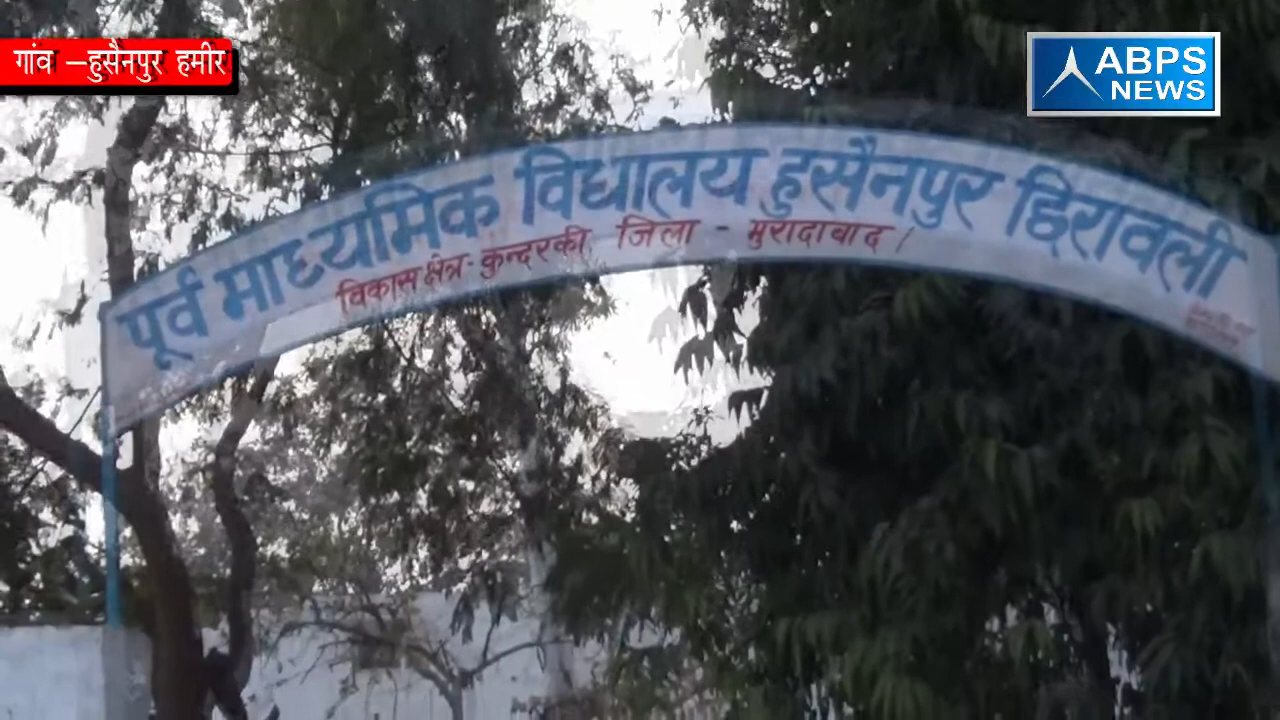 गांव -हुसैनपुर हमीर
ABPS
NEWS
पूर्व माध्यमिक विद्यालय हुसैनपुर छिरावली
विकास क्षेत्र - कुन्दरकी जिला - मुरादाबाद /